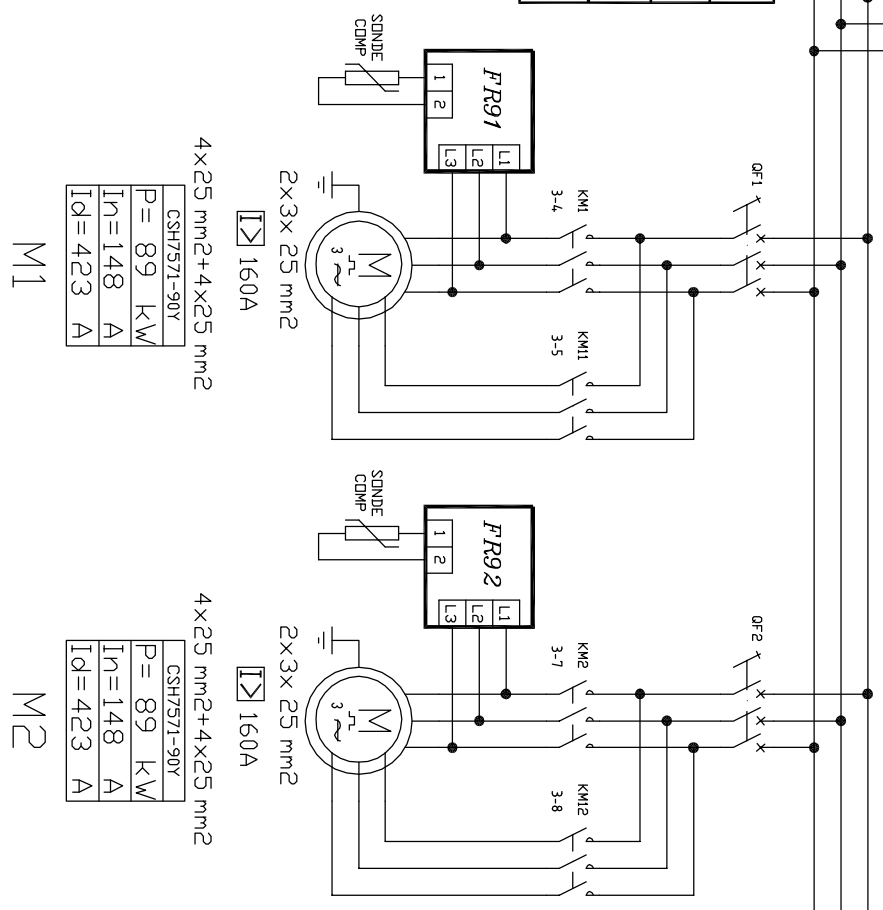 QF1
KM1
3-4
KM11
3-5
FR91
1
2
L1
L2
L3
SONDE
COMP
M
3
2x3x 25 mm2
I> 160A
4x25 mm2+4x25 mm2
CSH7571-90Y
P= 89 kW
In=148 A
Id=423 A
M1
QF2
KM2
3-7
KM12
3-8
FR92
1
2
L1
L2
L3
SONDE
COMP
M
3
2x3x 25 mm2
I> 160A
4x25 mm2+4x25 mm2
CSH7571-90Y
P= 89 kW
In=148 A
Id=423 A
M2